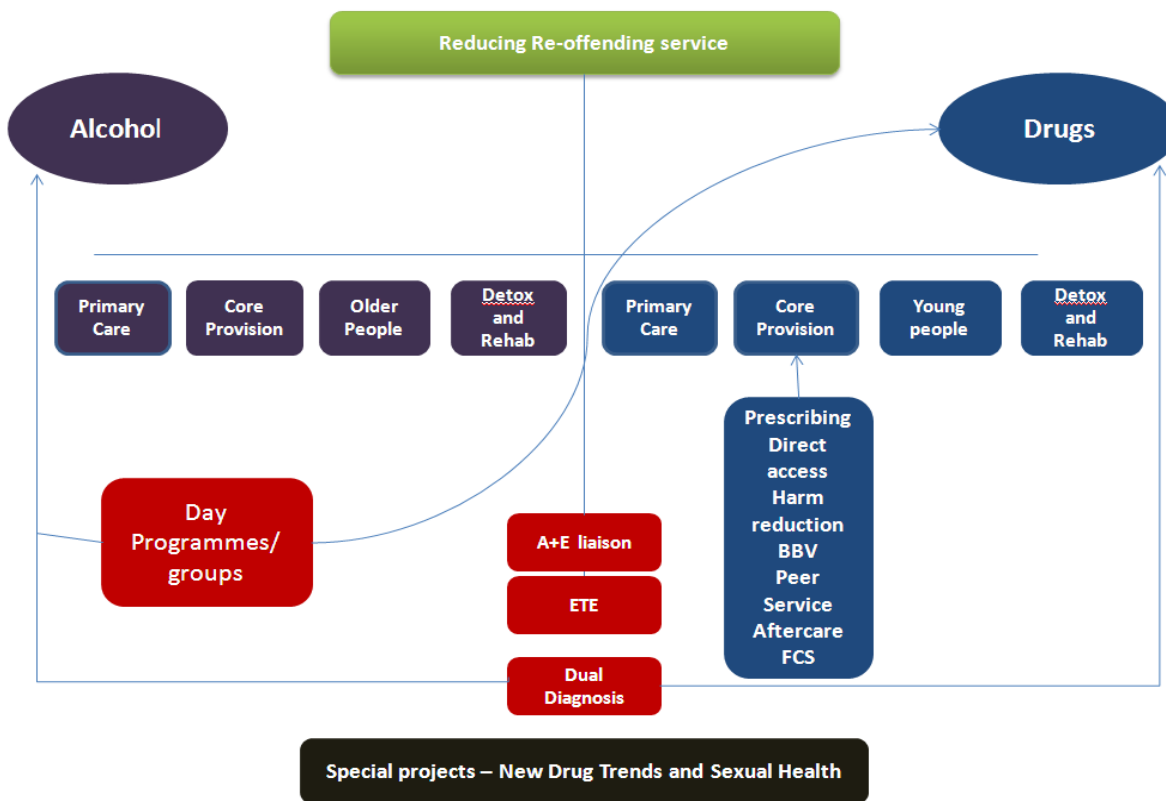 Reducing Re-offending service
Alcohol
Drugs
Primary
Care
Core
Provision
Older
People
Detox
and
Rehab
Primary
Care
Core
Provision
Young
people
Detox
and
Rehab
Prescribing
Direct
access
Harm
reduction
BBV
Peer
Service
Aftercare
FCS
Day
Programmes/
groups
A+E liaison
ETE
Dual
Diagnosis
Special projects – New Drug Trends and Sexual Health